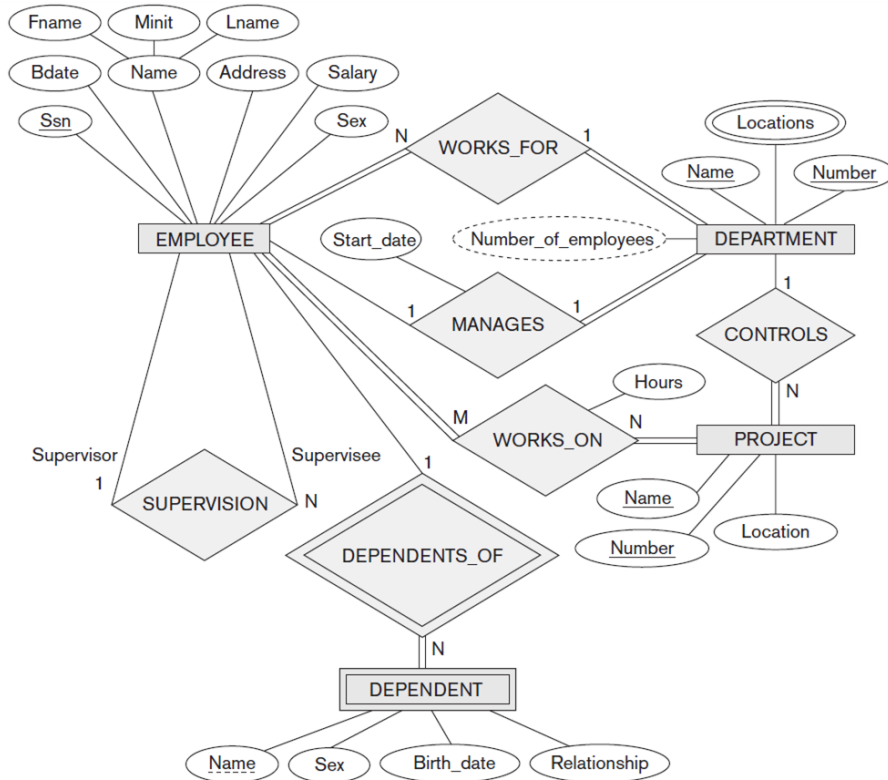 Fname Minit Lname
Bdate Name Address Salary
Ssn Sex
N WORKS_FOR 1
Locations
Name Number
EMPLOYEE Start_date Number_of_employees DEPARTMENT
1 MANAGES 1
1
CONTROLS
N
Hours
M WORKS_ON N
PROJECT
Supervisor Supervisee
1 SUPERVISION N
1
Name
Number Location
DEPENDENTS_OF
N
DEPENDENT
Name Sex Birth_date Relationship